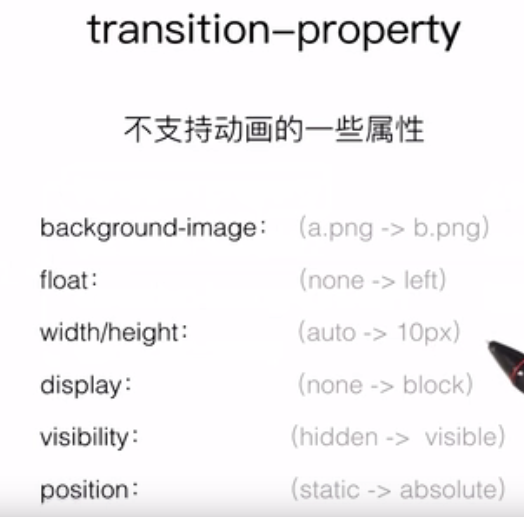 transition-property
不支持动画的一些属性
background-image: (a.png -> b.png)
float: (none -> left)
width/height: (auto -> 10px)
display: (none -> block)
visibility: (hidden -> visible)
position: (static -> absolute)